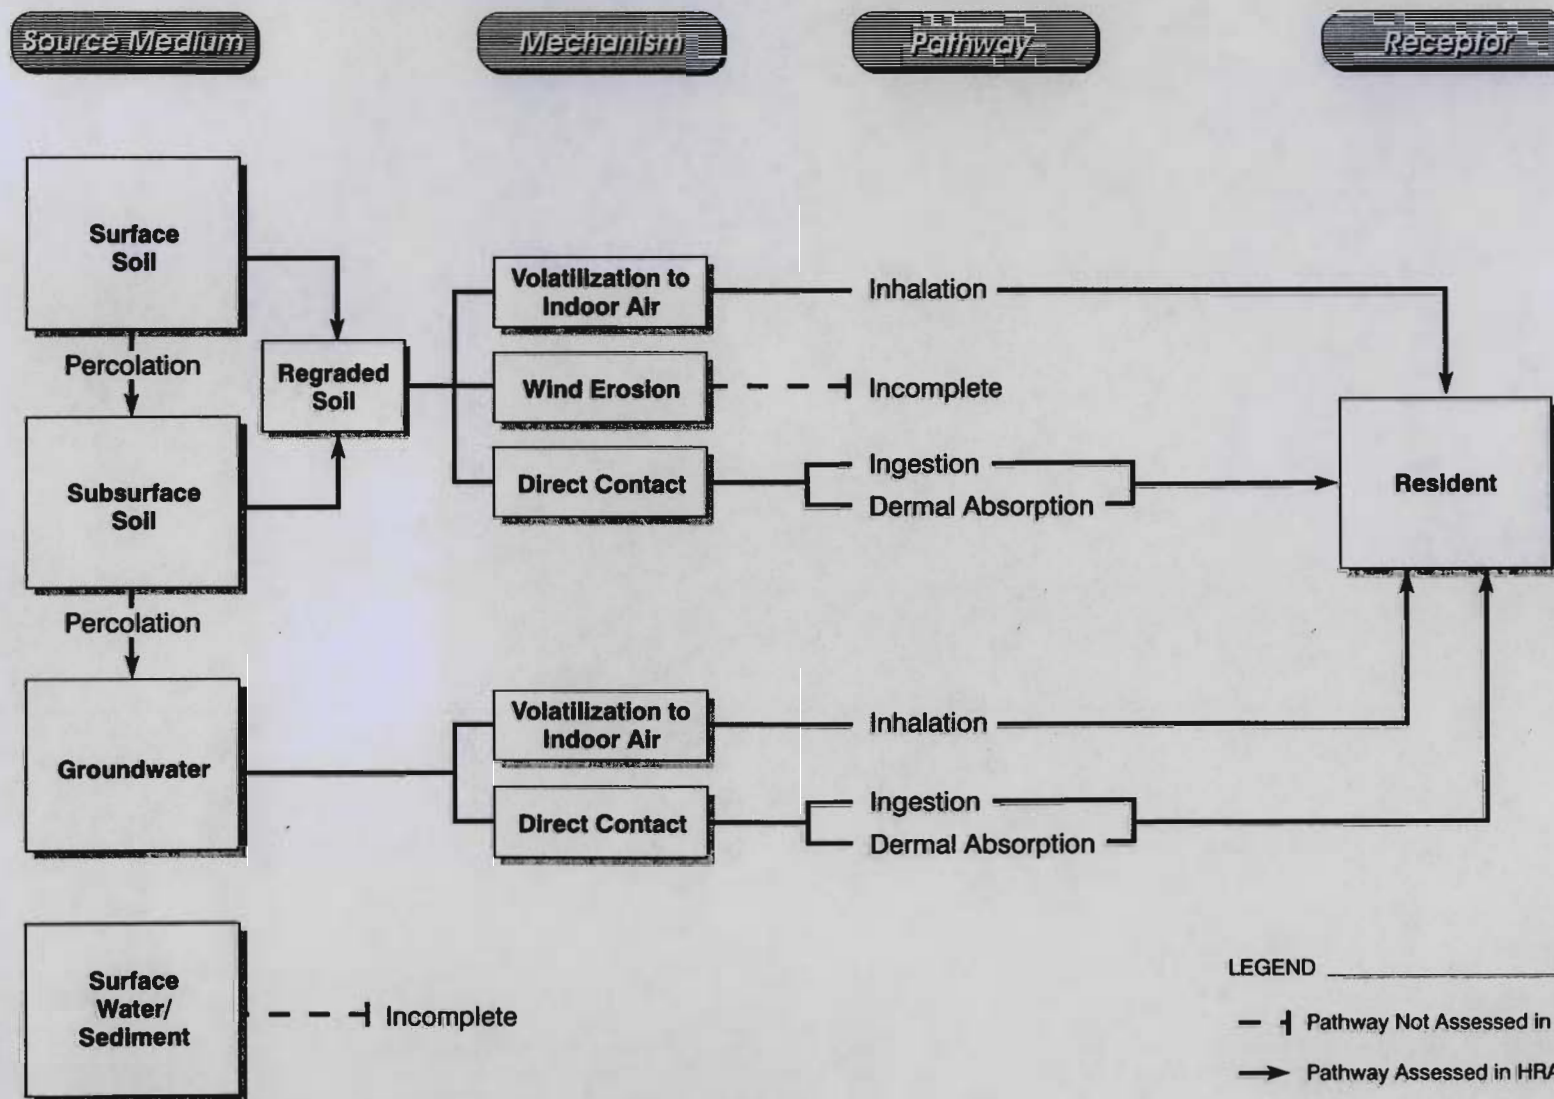 Source Medium
Mechanism
Pathway
Receptor
Surface
Soil
Percolation
Subsurface
Soil
Percolation
Groundwater
Surface
Water/
Sediment
Incomplete
Regraded
Soil
Volatilization to
Indoor Air
Inhalation
Wind Erosion
Incomplete
Direct Contact
Ingestion
Dermal Absorption
Resident
Volatilization to
Indoor Air
Inhalation
Direct Contact
Ingestion
Dermal Absorption
LEGEND
Pathway Not Assessed in
Pathway Assessed in HRA